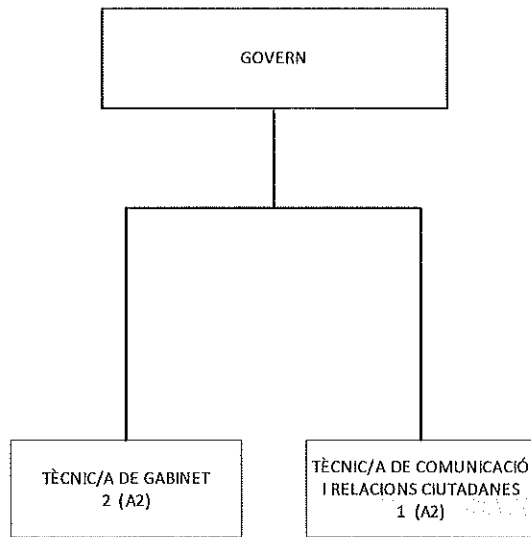 GOVERN
TÈCNIC/A DE GABINET
2 (A2)
TÈCNIC/A DE COMUNICACIÓ
I RELACIONS CIUTADANES
1 (A2)